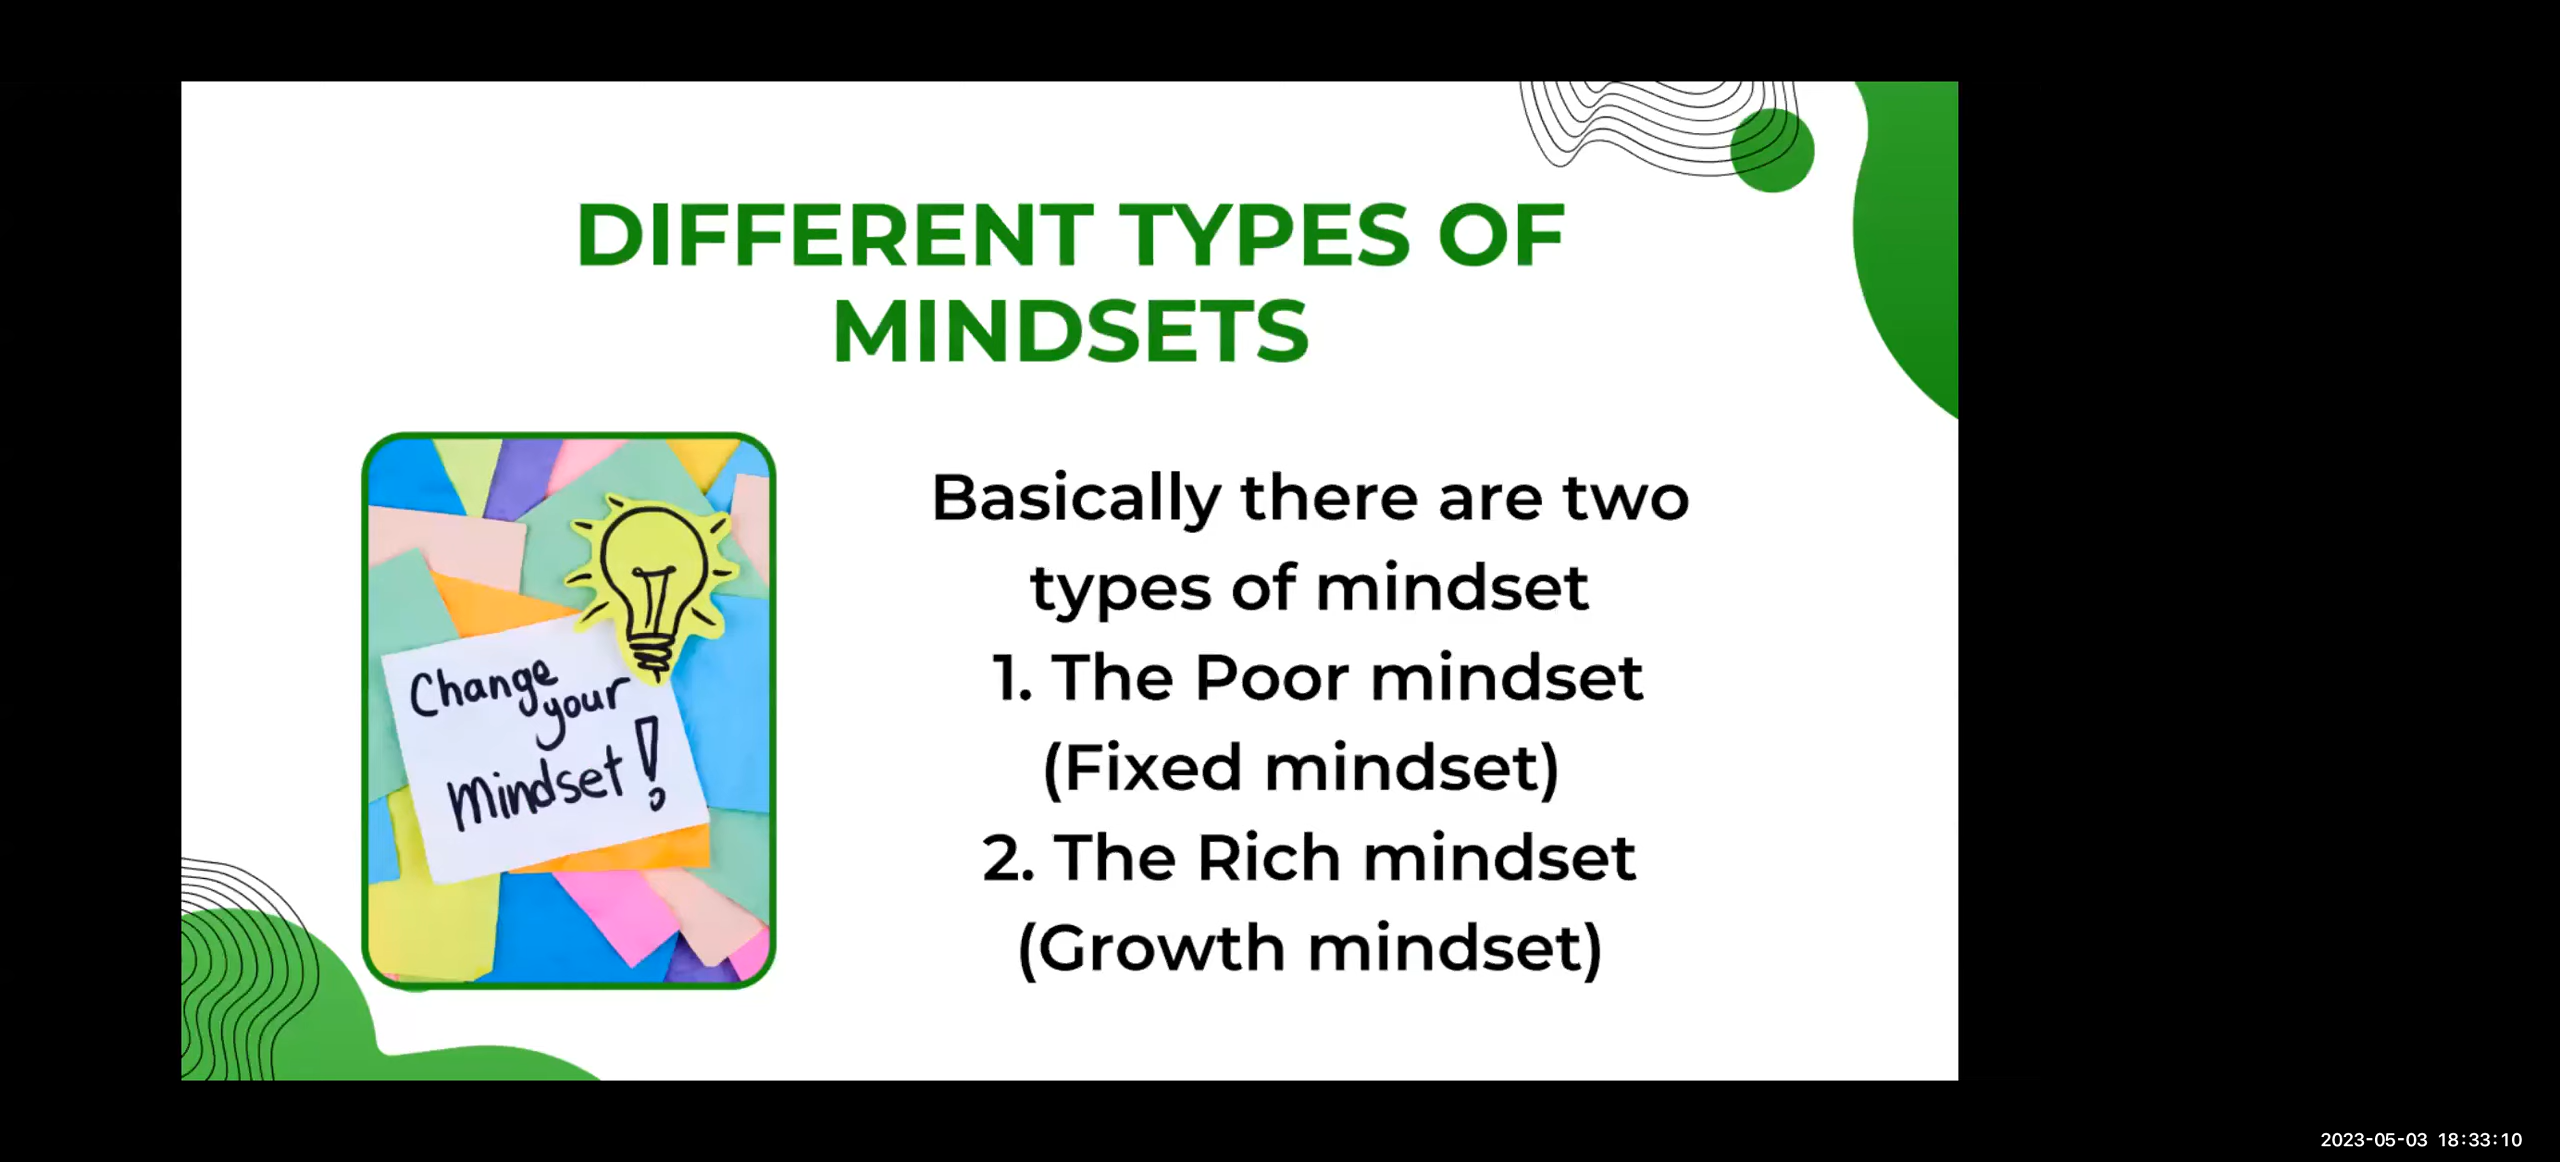 DIFFERENT TYPES OF
MINDSETS
Change
your
mindset!
Basically there are two
types of mindset
1. The Poor mindset
(Fixed mindset)
2. The Rich mindset
(Growth mindset)
2023-05-03 18:33:10